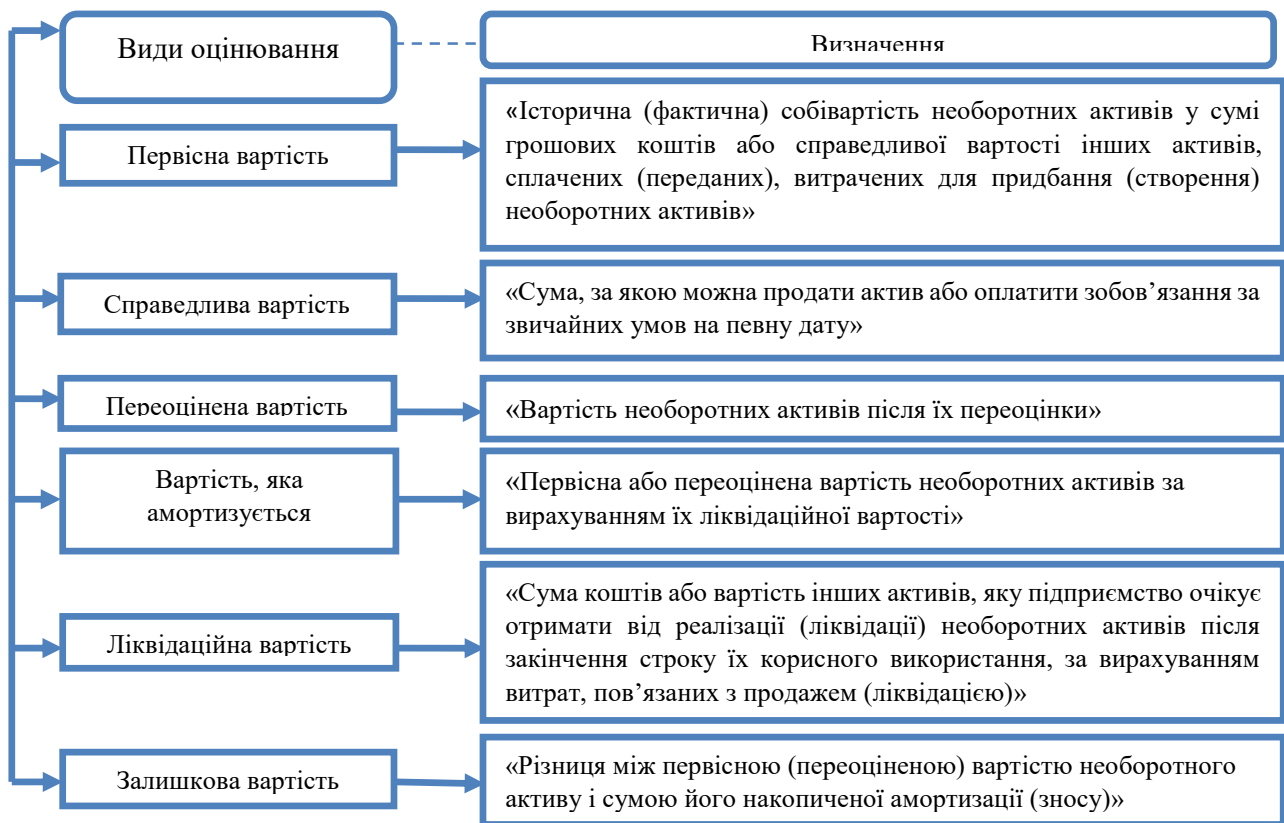 Види оцінювання
Визначення
Первісна вартість
«Історична (фактична) собівартість необоротних активів у сумі
грошових коштів або справедливої вартості інших активів,
сплачених (переданих), витрачених для придбання (створення)
необоротних активів»
Справедлива вартість
«Сума, за якою можна продати актив або оплатити зобов’язання за
звичайних умов на певну дату»
Переоцінена вартість
«Вартість необоротних активів після їх переоцінки»
Вартість, яка
амортизується
«Первісна або переоцінена вартість необоротних активів за
вирахуванням їх ліквідаційної вартості»
Ліквідаційна вартість
«Сума коштів або вартість інших активів, яку підприємство очікує
отримати від реалізації (ліквідації) необоротних активів після
закінчення строку їх корисного використання, за вирахуванням
витрат, пов’язаних з продажем (ліквідацією)»
Залишкова вартість
«Різниця між первісною (переоціненою) вартістю необоротного
активу і сумою його накопиченої амортизації (зносу)»